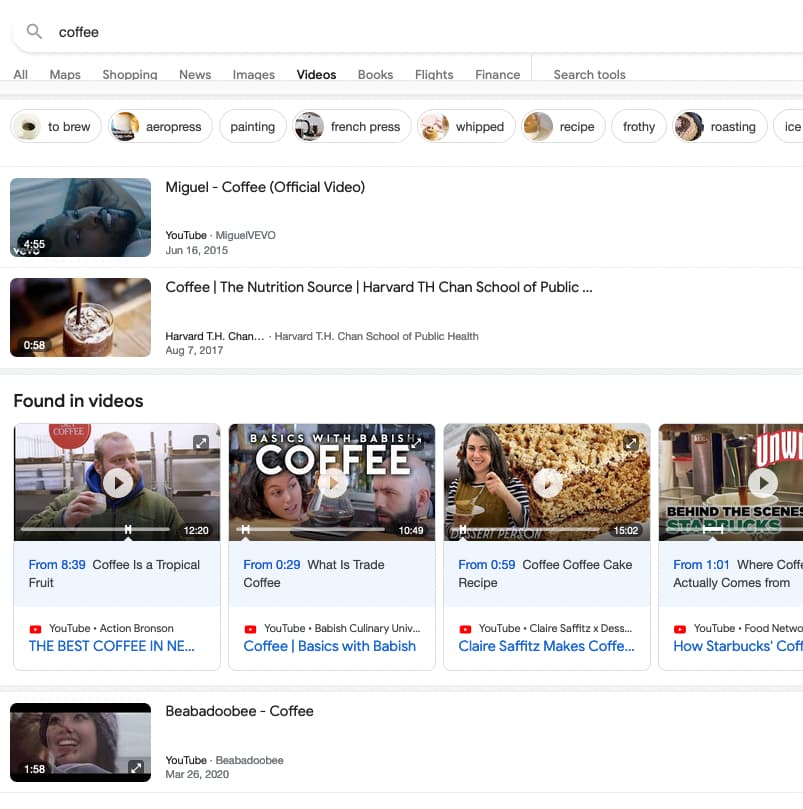 coffee
All Maps Shopping News Images Videos Books Flights Finance Search tools
to brew aeropress painting french press whipped recipe frothy roasting ice
Miguel - Coffee (Official Video)
4:55
vevo
YouTube · MiguelVEVO
Jun 16, 2015
Coffee | The Nutrition Source | Harvard TH Chan School of Public ...
0:58
Harvard T.H. Chan... · Harvard T.H. Chan School of Public Health
Aug 7, 2017
Found in videos
COFFEE
12:20
From 8:39 Coffee Is a Tropical
Fruit
YouTube • Action Bronson
THE BEST COFFEE IN NE...
BASICS WITH BABISH
COFFEE
10:49
From 0:29 What Is Trade
Coffee
YouTube • Babish Culinary Univ...
Coffee | Basics with Babish
DESSERT PERSON
15:02
From 0:59 Coffee Coffee Cake
Recipe
YouTube • Claire Saffitz x Dess...
Claire Saffitz Makes Coffe...
UNW
BEHIND THE SCENES
STARBUCKS
From 1:01 Where Coffe
Actually Comes from
YouTube • Food Netwo
How Starbucks' Coff
Beabadoobee - Coffee
1:58
YouTube · Beabadoobee
Mar 26, 2020